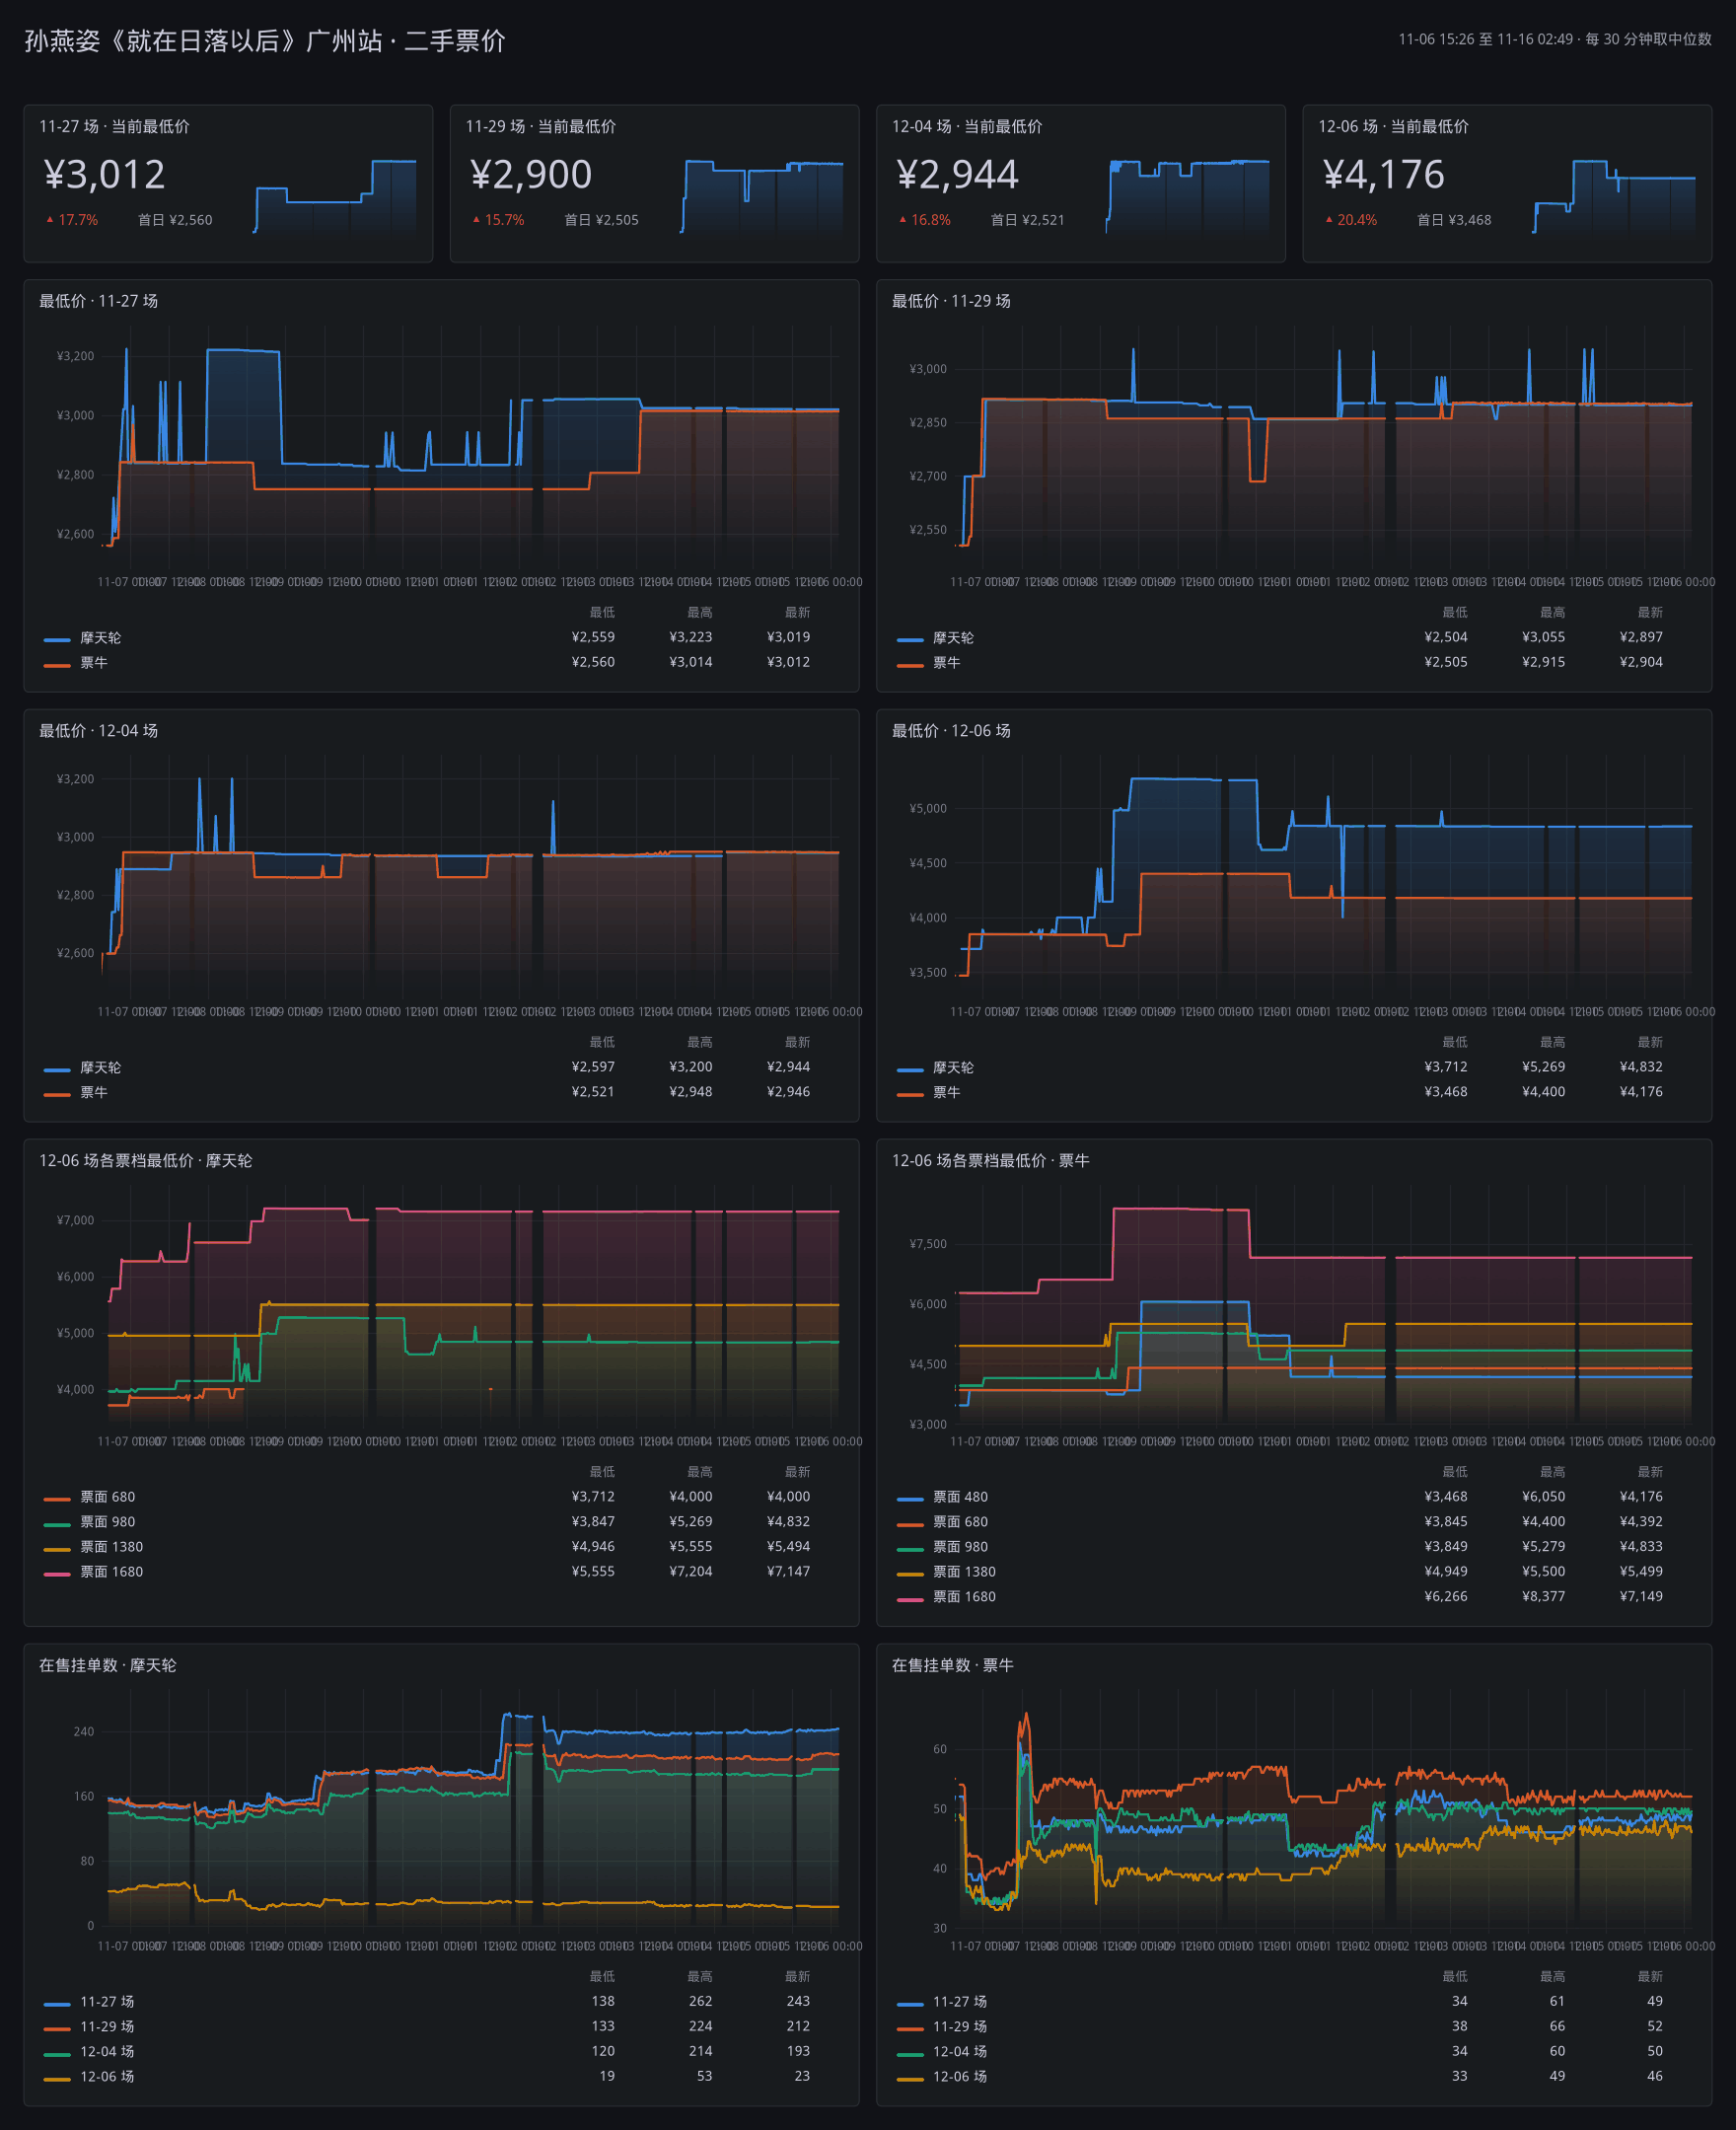 孙燕姿《就在日落以后》广州站 · 二手票价
11-06 15:26 至 11-16 02:49 · 每 30 分钟取中位数
11-27 场 · 当前最低价
¥3,012
▲ 17.7% 首日 ¥2,560
11-29 场 · 当前最低价
¥2,900
▲ 15.7% 首日 ¥2,505
12-04 场 · 当前最低价
¥2,944
▲ 16.8% 首日 ¥2,521
12-06 场 · 当前最低价
¥4,176
▲ 20.4% 首日 ¥3,468
最低价 · 11-27 场
¥3,200
¥3,000
¥2,800
¥2,600
最低 最高 最新
摩天轮 ¥2,559 ¥3,223 ¥3,019
票牛 ¥2,560 ¥3,014 ¥3,012
最低价 · 11-29 场
¥3,000
¥2,850
¥2,700
¥2,550
最低 最高 最新
摩天轮 ¥2,504 ¥3,055 ¥2,897
票牛 ¥2,505 ¥2,915 ¥2,904
最低价 · 12-04 场
¥3,200
¥3,000
¥2,800
¥2,600
最低 最高 最新
摩天轮 ¥2,597 ¥3,200 ¥2,944
票牛 ¥2,521 ¥2,948 ¥2,946
最低价 · 12-06 场
¥5,000
¥4,500
¥4,000
¥3,500
最低 最高 最新
摩天轮 ¥3,712 ¥5,269 ¥4,832
票牛 ¥3,468 ¥4,400 ¥4,176
12-06 场各票档最低价 · 摩天轮
¥7,000
¥6,000
¥5,000
¥4,000
最低 最高 最新
票面 680 ¥3,712 ¥4,000 ¥4,000
票面 980 ¥3,847 ¥5,269 ¥4,832
票面 1380 ¥4,946 ¥5,555 ¥5,494
票面 1680 ¥5,555 ¥7,204 ¥7,147
12-06 场各票档最低价 · 票牛
¥7,500
¥6,000
¥4,500
¥3,000
最低 最高 最新
票面 480 ¥3,468 ¥6,050 ¥4,176
票面 680 ¥3,845 ¥4,400 ¥4,392
票面 980 ¥3,849 ¥5,279 ¥4,833
票面 1380 ¥4,949 ¥5,500 ¥5,499
票面 1680 ¥6,266 ¥8,377 ¥7,149
在售挂单数 · 摩天轮
240
160
80
0
最低 最高 最新
11-27 场 138 262 243
11-29 场 133 224 212
12-04 场 120 214 193
12-06 场 19 53 23
在售挂单数 · 票牛
60
50
40
30
最低 最高 最新
11-27 场 34 61 49
11-29 场 38 66 52
12-04 场 34 60 50
12-06 场 33 49 46